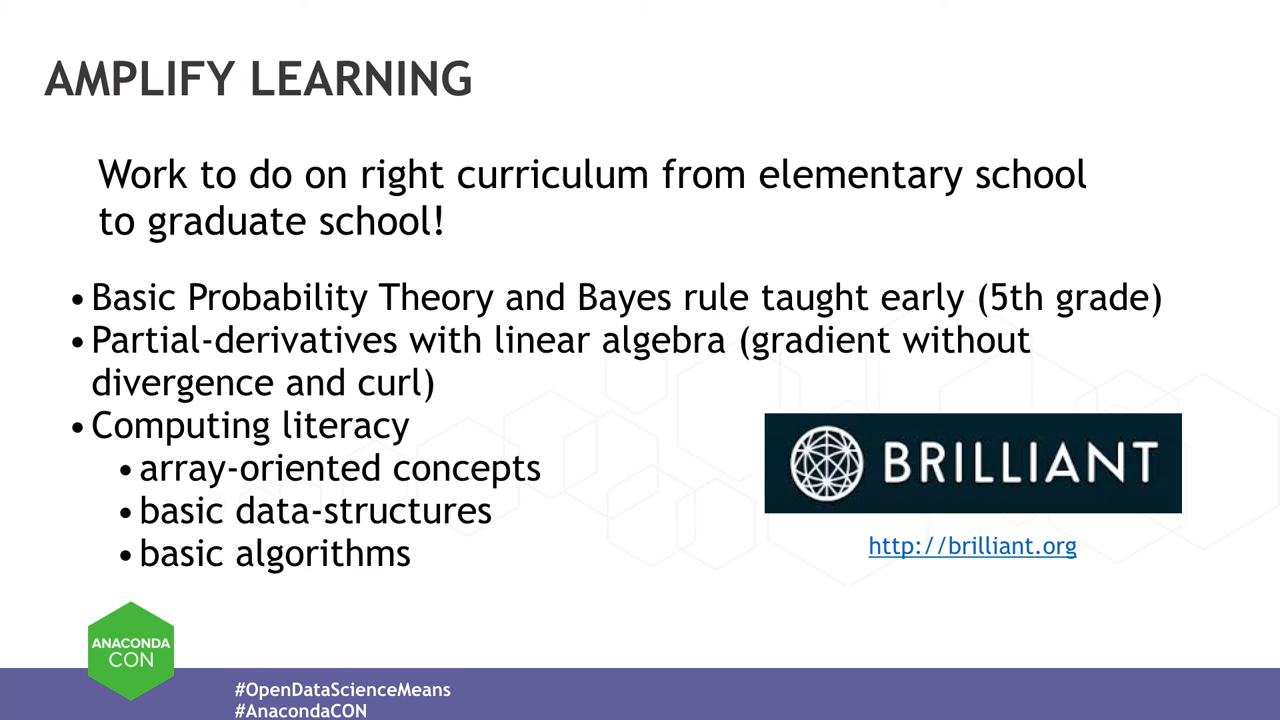 AMPLIFY LEARNING
Work to do on right curriculum from elementary school
to graduate school!
•Basic Probability Theory and Bayes rule taught early (5th grade)
•Partial-derivatives with linear algebra (gradient without
divergence and curl)
•Computing literacy
•array-oriented concepts
•basic data-structures
•basic algorithms
BRILLIANT
http://brilliant.org
ANACONDA
CON
#OpenDataScienceMeans
#AnacondaCON